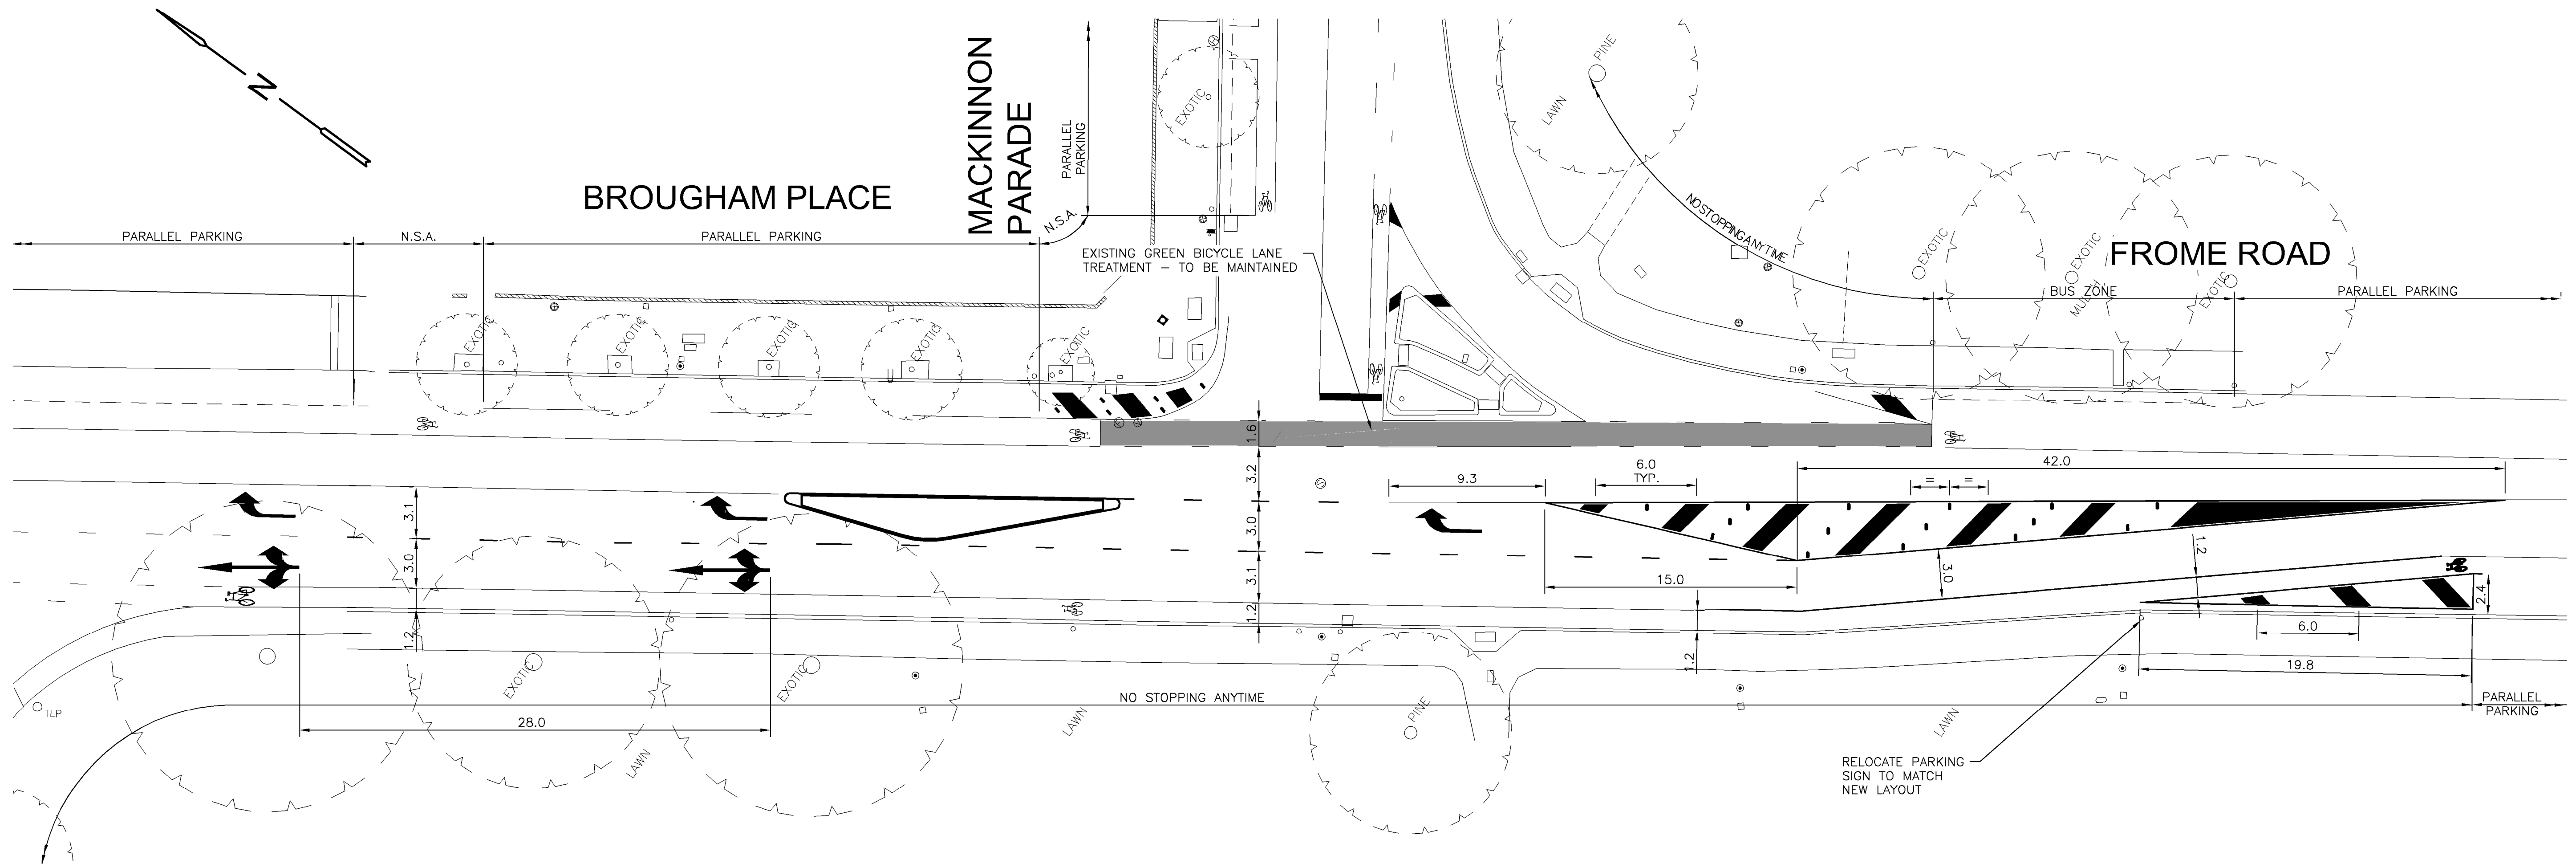 N
BROUGHAM PLACE
MACKINNON
PARADE
PARALLEL
PARKING
N.S.A.
PINE
LAWN
EXOTIC
NO STOPPING ANYTIME
FROME ROAD
EXOTIC
EXOTIC
MULCH
EXOTIC
PARALLEL PARKING
N.S.A.
PARALLEL PARKING
EXISTING GREEN BICYCLE LANE
TREATMENT – TO BE MAINTAINED
BUS ZONE
PARALLEL PARKING
EXOTIC
EXOTIC
EXOTIC
EXOTIC
EXOTIC
1.6
3.2
S
9.3
6.0
TYP.
=
=
42.0
3.1
3.0
3.0
3.1
1.2
15.0
3.0
1.2
2.4
6.0
19.8
1.2
1.2
EXOTIC
EXOTIC
TLP
28.0
NO STOPPING ANYTIME
LAWN
LAWN
PINE
LAWN
PARALLEL
PARKING
RELOCATE PARKING
SIGN TO MATCH
NEW LAYOUT